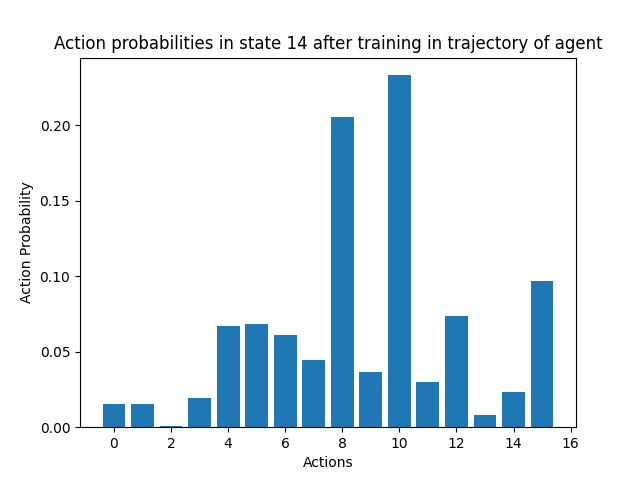 Action probabilities in state 14 after training in trajectory of agent
Action Probability
0.20
0.15
0.10
0.05
0.00
0 2 4 6 8 10 12 14 16
Actions